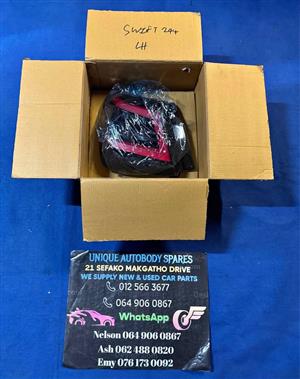 SWIFT 244
LH
UNIQUE AUTOBODY SPARES
21 SEFAKO MAKGATHO DRIVE
WE SUPPLY NEW & USED CAR PARTS
012 566 3677
064 906 0867
WhatsApp
Nelson 064 906 0867
Ash 062 488 0820
Emy 076 173 0092